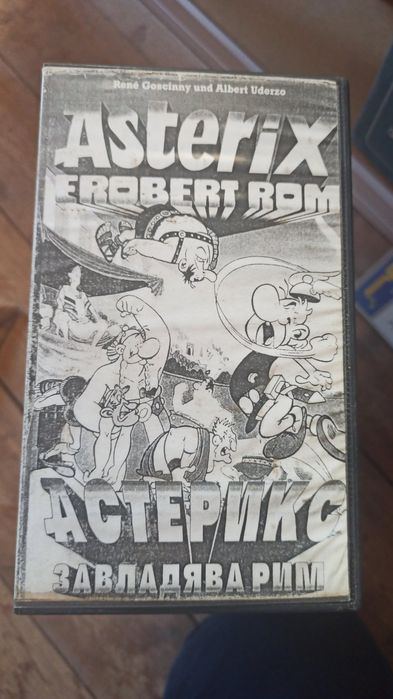 René Goscinny und Albert Uderzo
Asterix
EROBERT ROM
АСТЕРИКС
ЗАВЛАДЯВА РИМ